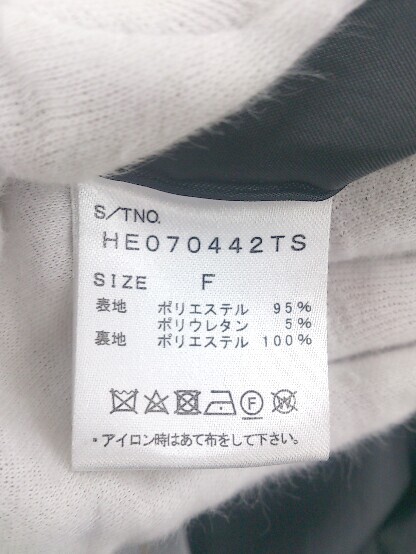 S/TNO.
HE070442TS
SIZE F
表地 ポリエステル 95%
ポリウレタン 5%
裏地 ポリエステル 100%
F W
・アイロン時はあて布をして下さい。